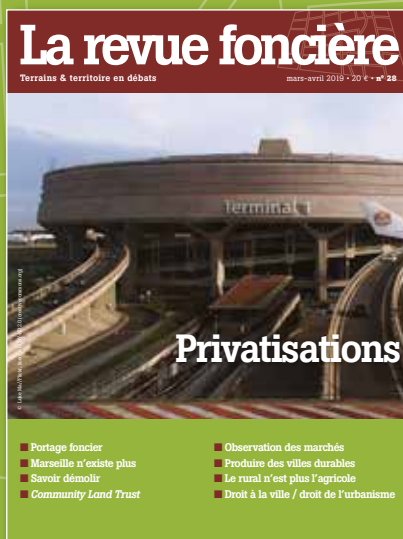 La revue foncière
Terrains & territoire en débats
mars-avril 2019 • 20 € • n° 28
Terminal 1
Privatisations
■ Portage foncier
■ Marseille n'existe plus
■ Savoir démolir
■ Community Land Trust
■ Observation des marchés
■ Produire des villes durables
■ Le rural n'est plus l'agricole
■ Droit à la ville / droit de l'urbanisme